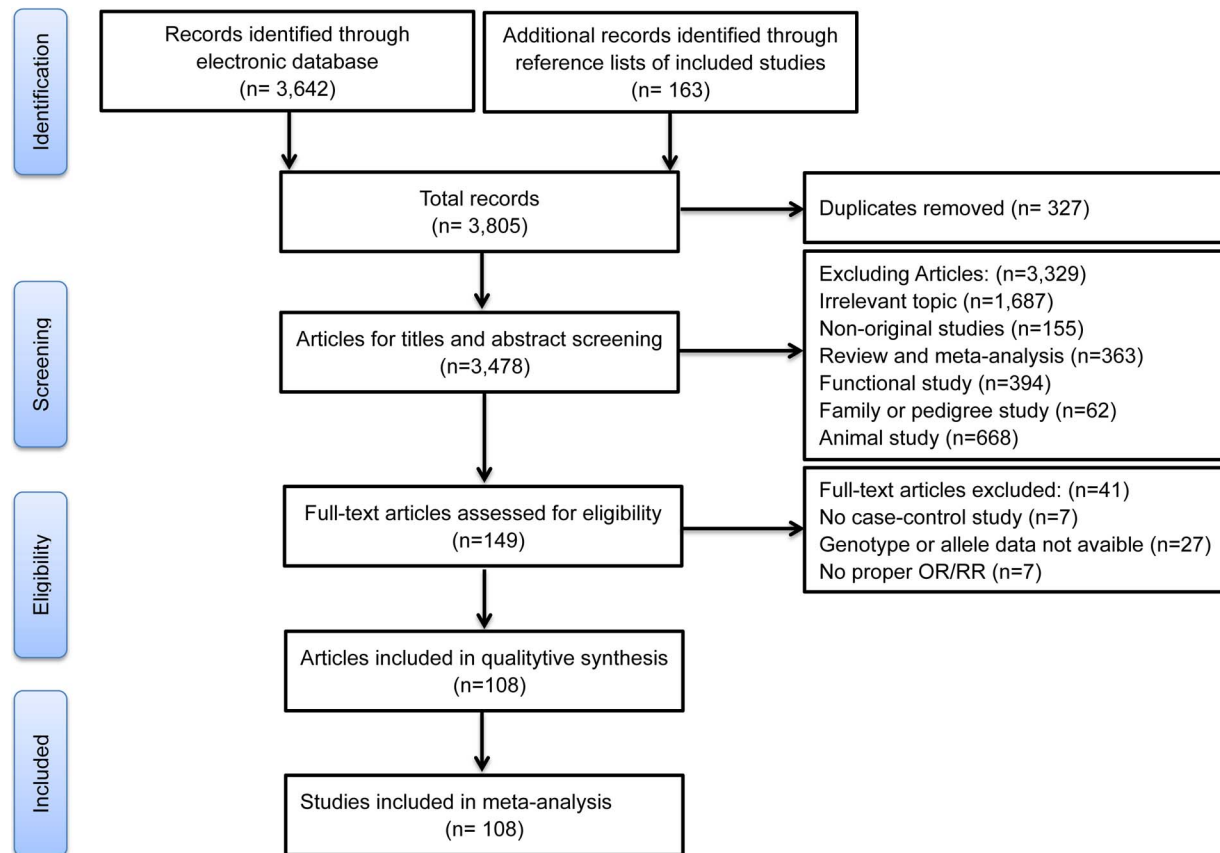 Identification
Records identified through
electronic database
(n= 3,642)
Additional records identified through
reference lists of included studies
(n= 163)
Total records
(n= 3,805)
Duplicates removed (n= 327)
Screening
Articles for titles and abstract screening
(n=3,478)
Excluding Articles: (n=3,329)
Irrelevant topic (n=1,687)
Non-original studies (n=155)
Review and meta-analysis (n=363)
Functional study (n=394)
Family or pedigree study (n=62)
Animal study (n=668)
Eligibility
Full-text articles assessed for eligibility
(n=149)
Full-text articles excluded: (n=41)
No case-control study (n=7)
Genotype or allele data not avaible (n=27)
No proper OR/RR (n=7)
Articles included in qualitytive synthesis
(n=108)
Included
Studies included in meta-analysis
(n= 108)